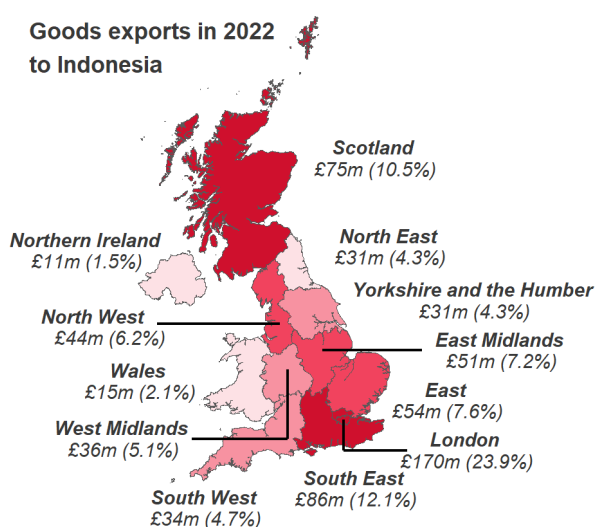 Goods exports in 2022
to Indonesia
Scotland
£75m (10.5%)
Northern Ireland
£11m (1.5%)
North East
£31m (4.3%)
Yorkshire and the Humber
£31m (4.3%)
North West
£44m (6.2%)
East Midlands
£51m (7.2%)
Wales
£15m (2.1%)
East
£54m (7.6%)
West Midlands
£36m (5.1%)
London
£170m (23.9%)
South East
£86m (12.1%)
South West
£34m (4.7%)